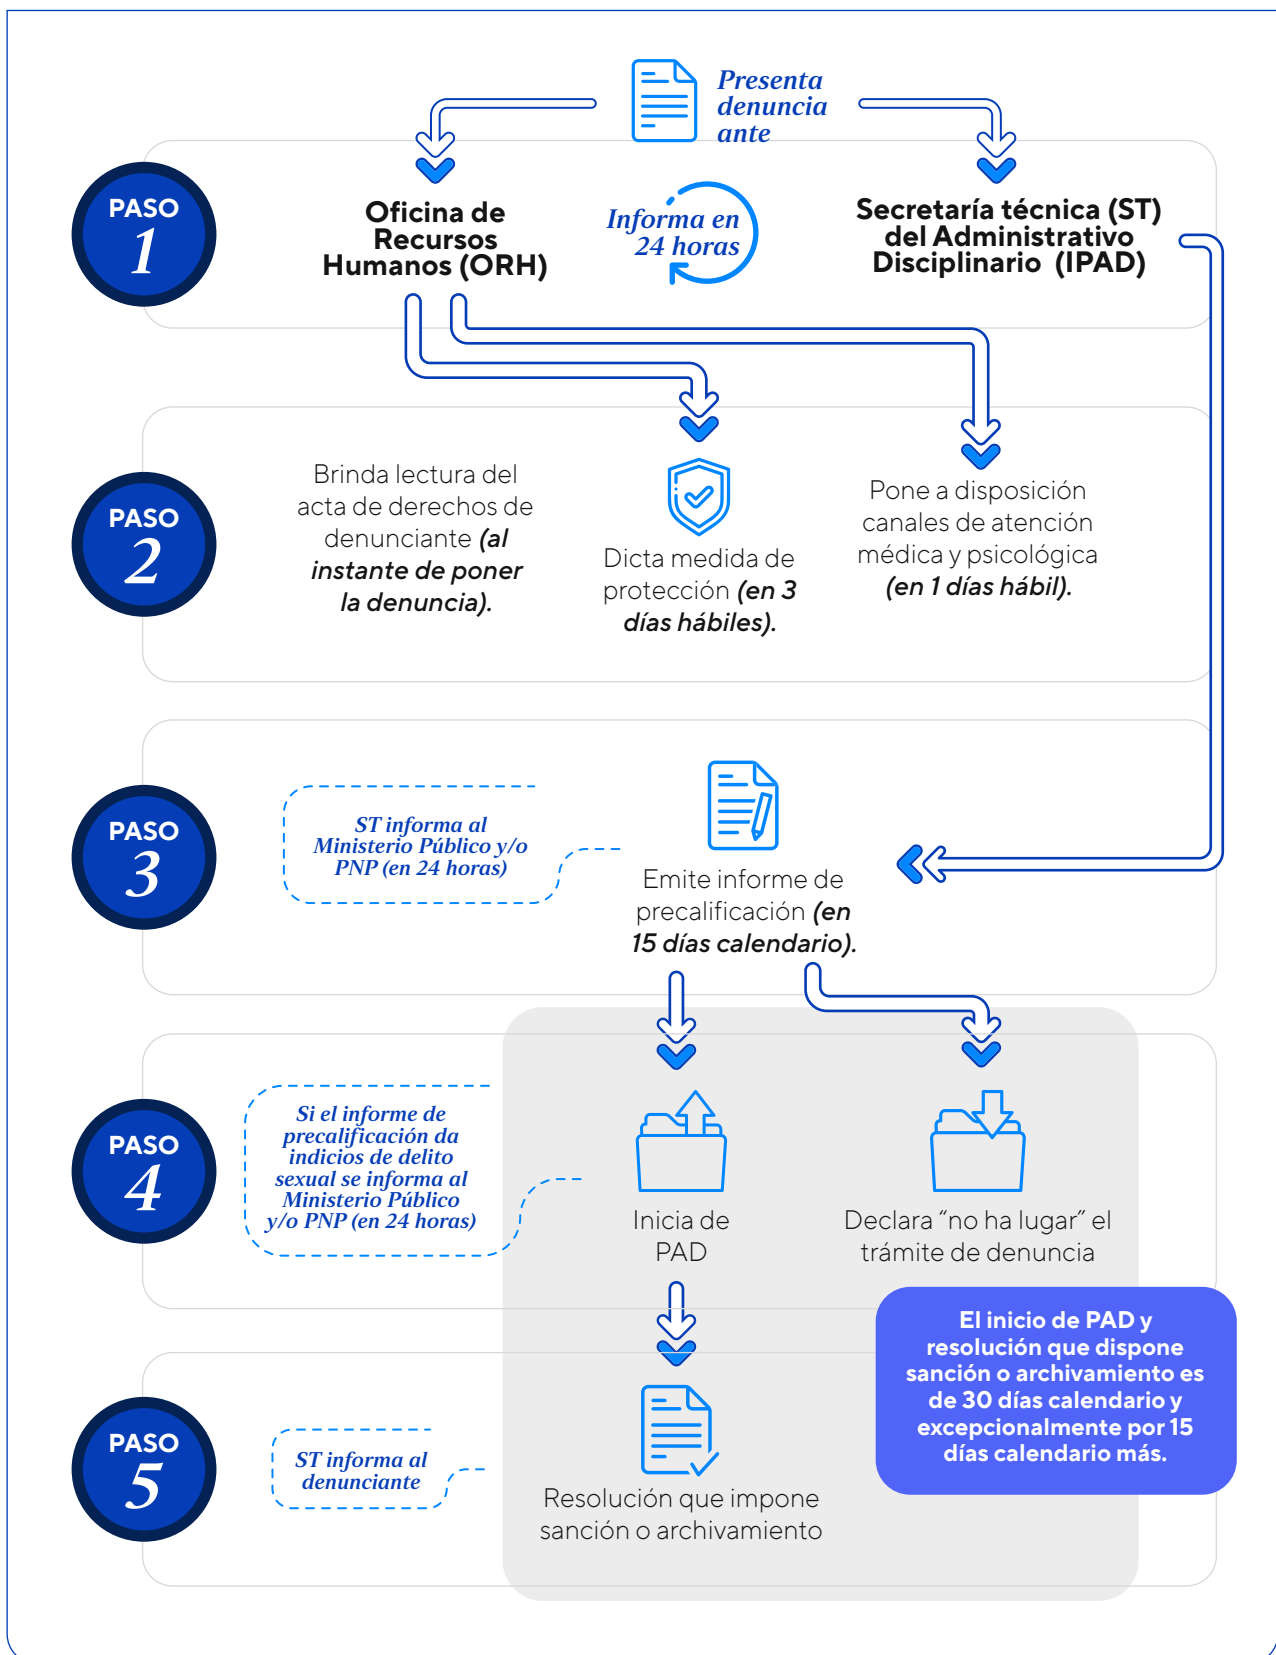 Presenta
denuncia
ante
PASO
1
Oficina de
Recursos
Humanos (ORH)
Informa en
24 horas
Secretaría técnica (ST)
del Administrativo
Disciplinario (IPAD)
PASO
2
Brinda lectura del
acta de derechos de
denunciante (al
instante de poner
la denuncia).
Dicta medida de
protección (en 3
días hábiles).
Pone a disposición
canales de atención
médica y psicológica
(en 1 días hábil).
PASO
3
ST informa al
Ministerio Público y/o
PNP (en 24 horas)
Emite informe de
precalificación (en
15 días calendario).
PASO
4
Si el informe de
precalificación da
indicios de delito
sexual se informa al
Ministerio Público
y/o PNP (en 24 horas)
Inicia de
PAD
Declara “no ha lugar” el
trámite de denuncia
El inicio de PAD y
resolución que dispone
sanción o archivamiento es
de 30 días calendario y
excepcionalmente por 15
días calendario más.
PASO
5
ST informa al
denunciante
Resolución que impone
sanción o archivamiento